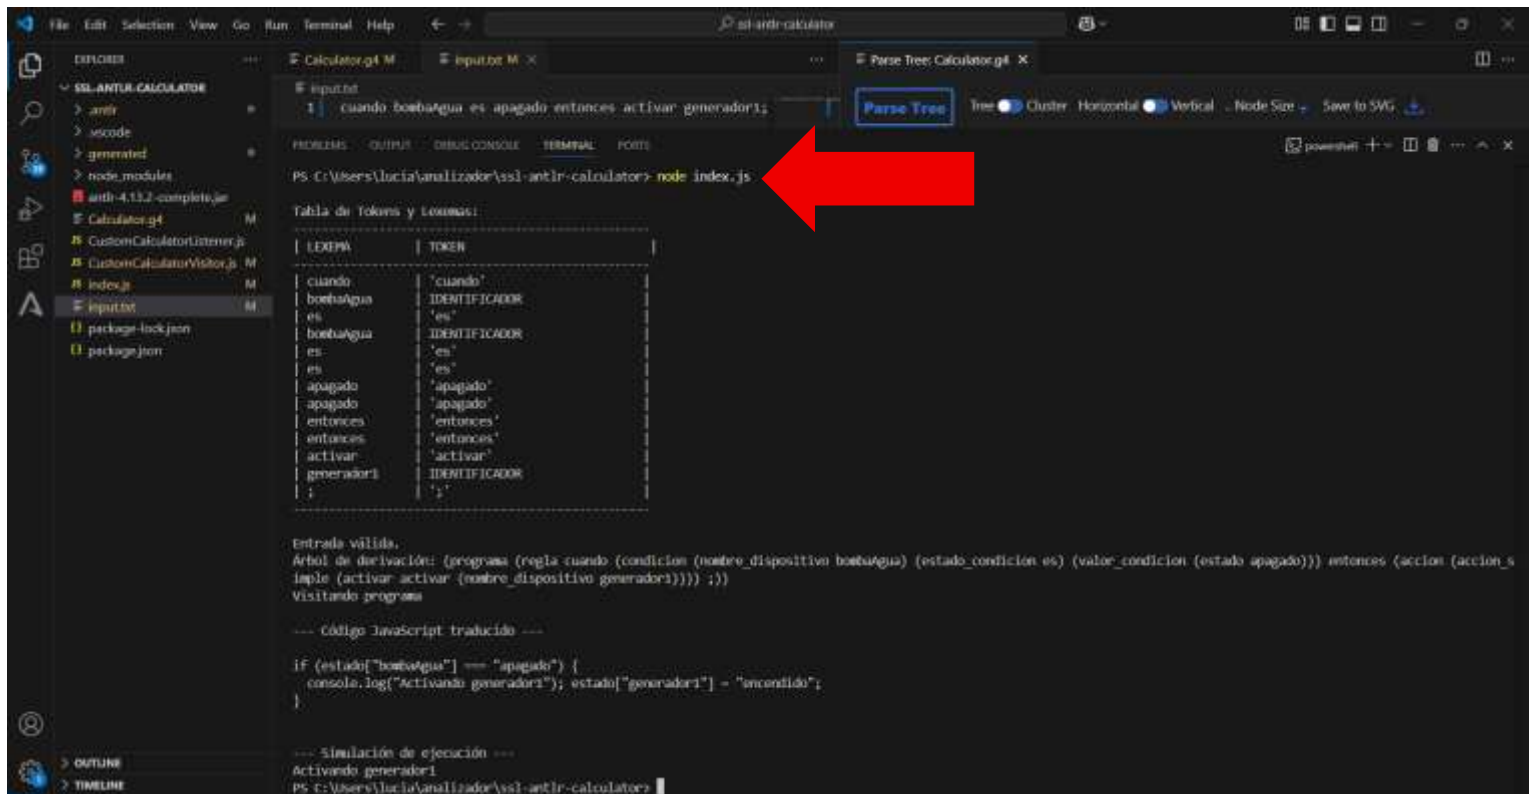 File Edit Selection View Go Run Terminal Help
ssl-antlr-calculator
EXPLORER
SSL-ANTLR-CALCULATOR
.antlr
.vscode
generated
node_modules
antlr-4.13.2-complete.jar
Calculator.g4 M
CustomCalculatorListener.js
CustomCalculatorVisitor.js M
index.js M
input.txt M
package-lock.json
package.json
OUTLINE
TIMELINE
Calculator.g4 M
input.txt M
Parse Tree: Calculator.g4
input.txt
1 cuando bombaAgua es apagado entonces activar generador1;
Parse Tree Tree Cluster Horizontal Vertical Node Size Save to SVG
PROBLEMS OUTPUT DEBUG CONSOLE TERMINAL PORTS
powershell
PS C:\Users\lucia\analizador\ssl-antlr-calculator> node index.js
Tabla de Tokens y Lexemas:
--------------------------------------------------
| LEXEMA | TOKEN |
--------------------------------------------------
| cuando | 'cuando' |
| bombaAgua | IDENTIFICADOR |
| es | 'es' |
| bombaAgua | IDENTIFICADOR |
| es | 'es' |
| es | 'es' |
| apagado | 'apagado' |
| apagado | 'apagado' |
| entonces | 'entonces' |
| entonces | 'entonces' |
| activar | 'activar' |
| generador1 | IDENTIFICADOR |
| ; | ';' |
--------------------------------------------------
Entrada válida.
Árbol de derivación: (programa (regla cuando (condicion (nombre_dispositivo bombaAgua) (estado_condicion es) (valor_condicion (estado apagado))) entonces (accion (accion_s
imple (activar activar (nombre_dispositivo generador1)))) ;))
Visitando programa
--- Código JavaScript traducido ---
if (estado["bombaAgua"] === "apagado") {
console.log("Activando generador1"); estado["generador1"] = "encendido";
}
--- Simulación de ejecución ---
Activando generador1
PS C:\Users\lucia\analizador\ssl-antlr-calculator>